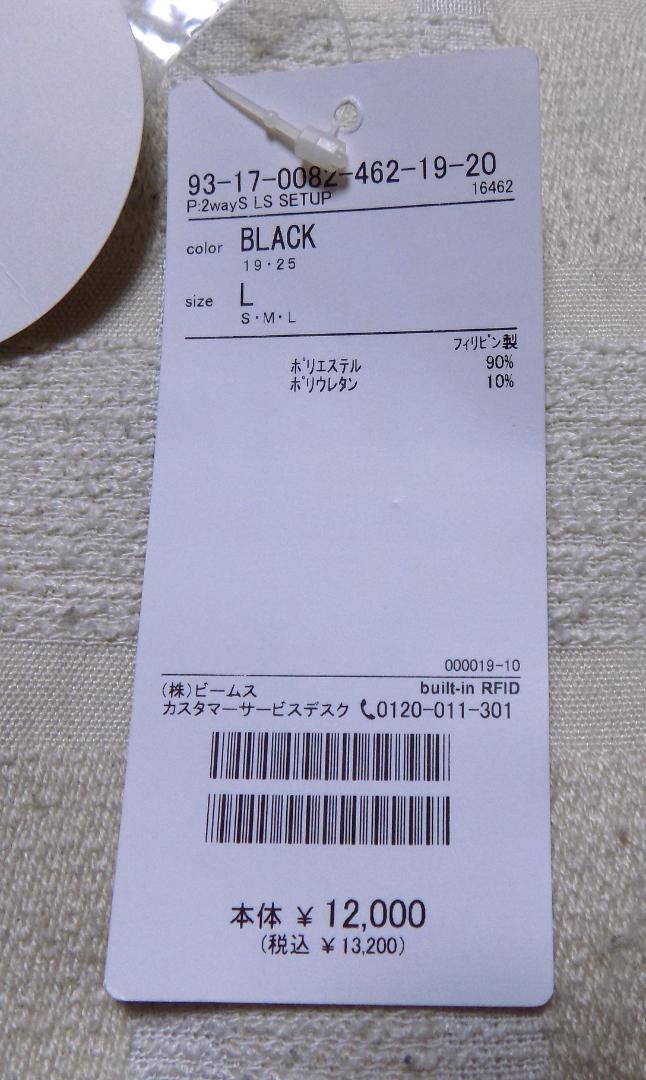 93-17-0082-462-19-20
P:2wayS LS SETUP 16462
color BLACK
19・25
size L
S・M・L
フィリピン製
ポリエステル 90%
ポリウレタン 10%
000019-10
(株)ビームス built-in RFID
カスタマーサービスデスク 0120-011-301
本体 ¥ 12,000
(税込 ¥ 13,200)